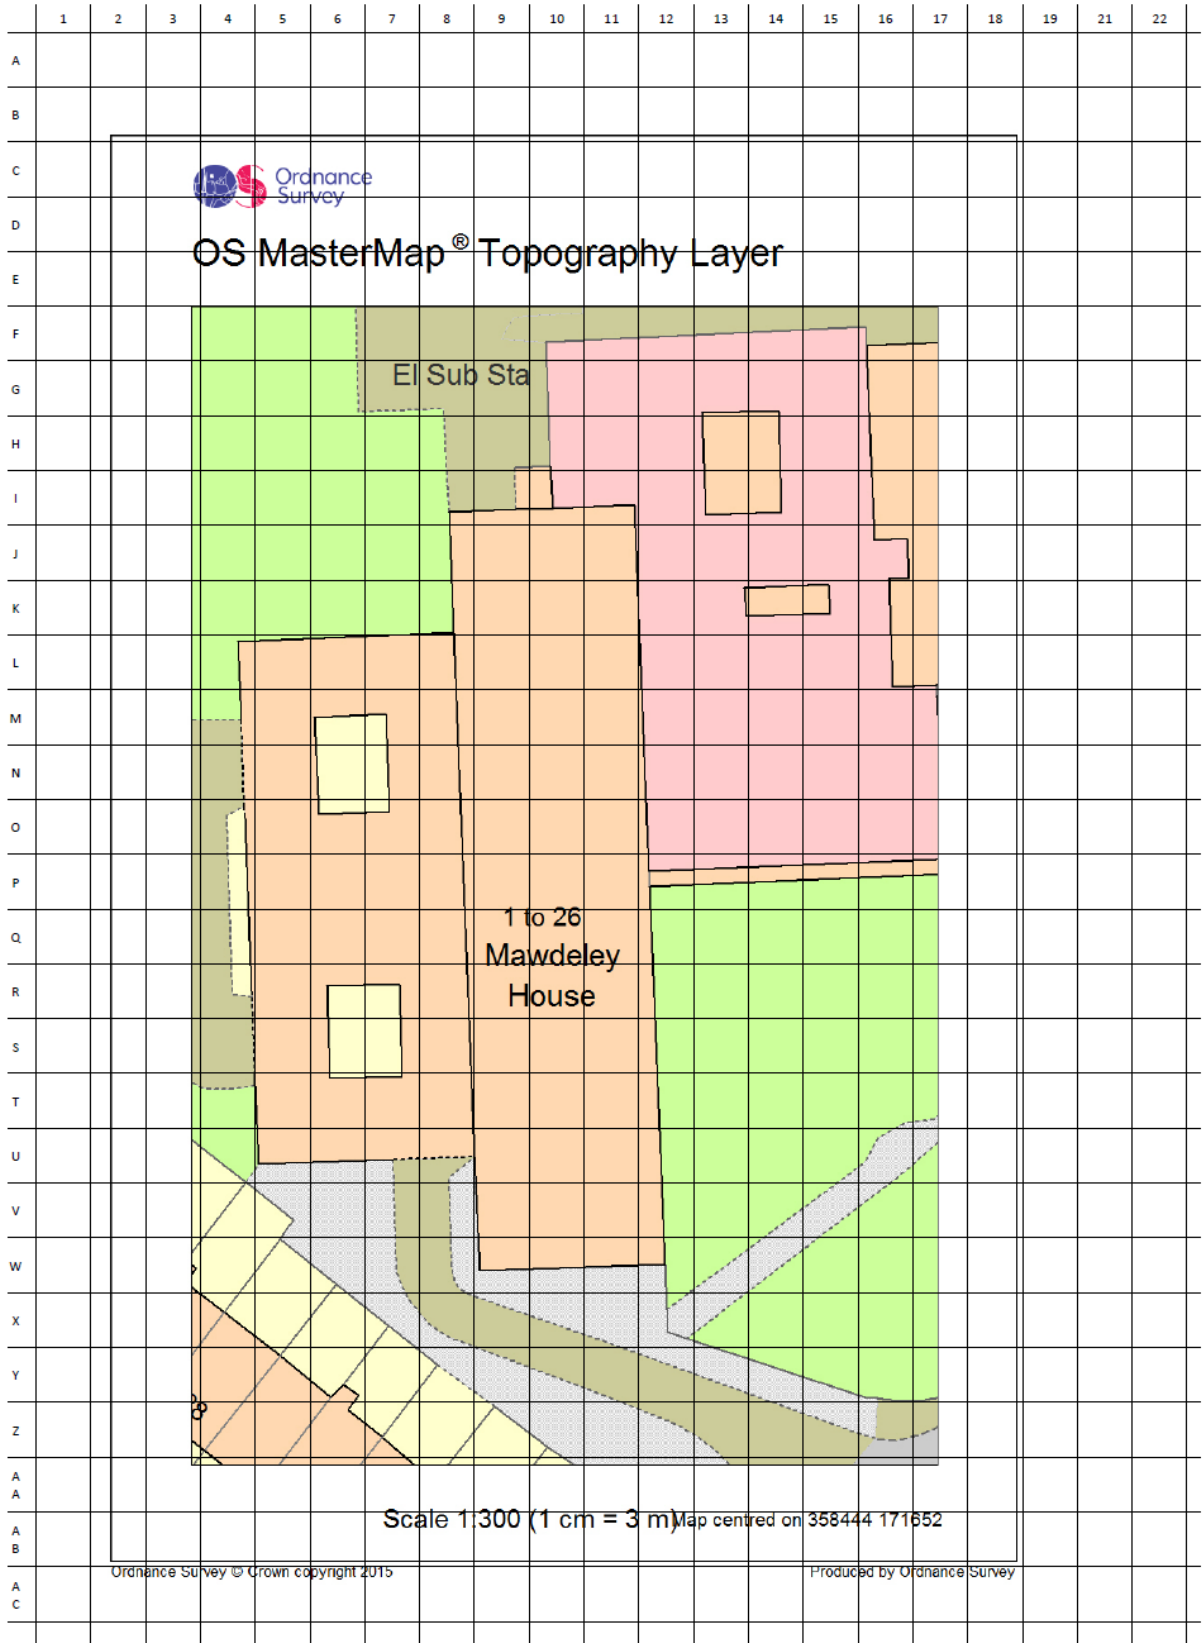 1 2 3 4 5 6 7 8 9 10 11 12 13 14 15 16 17 18 19 20 21 22
A
B
C
Ordnance
Survey
D
OS MasterMap® Topography Layer
E
F
El Sub Sta
G
H
I
J
K
L
M
N
O
P
1 to 26
Q
Mawdeley
R
House
S
T
U
V
W
X
Y
8
Z
A
A
Scale 1:300 (1 cm = 3 m) Map centred on 358444 171652
A
B
Ordnance Survey © Crown copyright 2015 Produced by Ordnance Survey
A
C